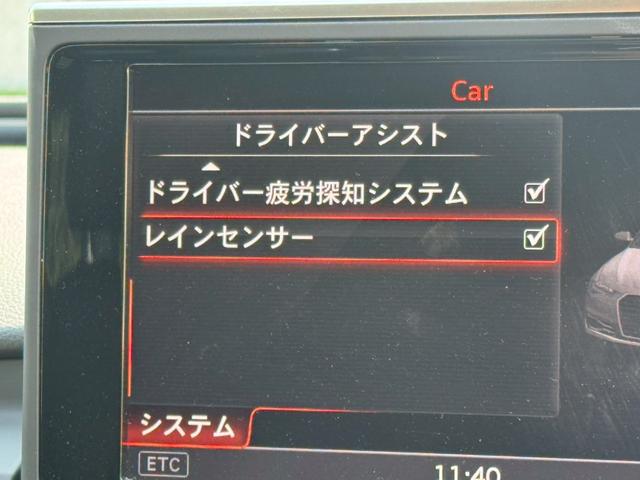 Car
ドライバーアシスト
ドライバー疲労探知システム
レインセンサー
システム
ETC
11:40